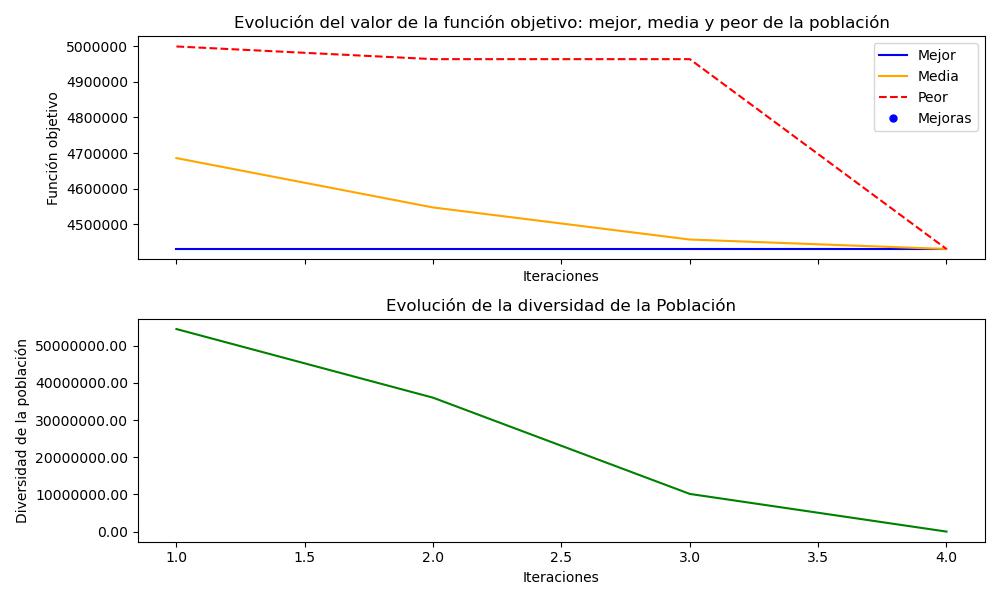 Evolución del valor de la función objetivo: mejor, media y peor de la población
5000000
4900000
4800000
4700000
4600000
4500000
Función objetivo
Mejor
Media
Peor
Mejoras
Iteraciones
Evolución de la diversidad de la Población
50000000.00
40000000.00
30000000.00
20000000.00
10000000.00
0.00
Diversidad de la población
1.0 1.5 2.0 2.5 3.0 3.5 4.0
Iteraciones